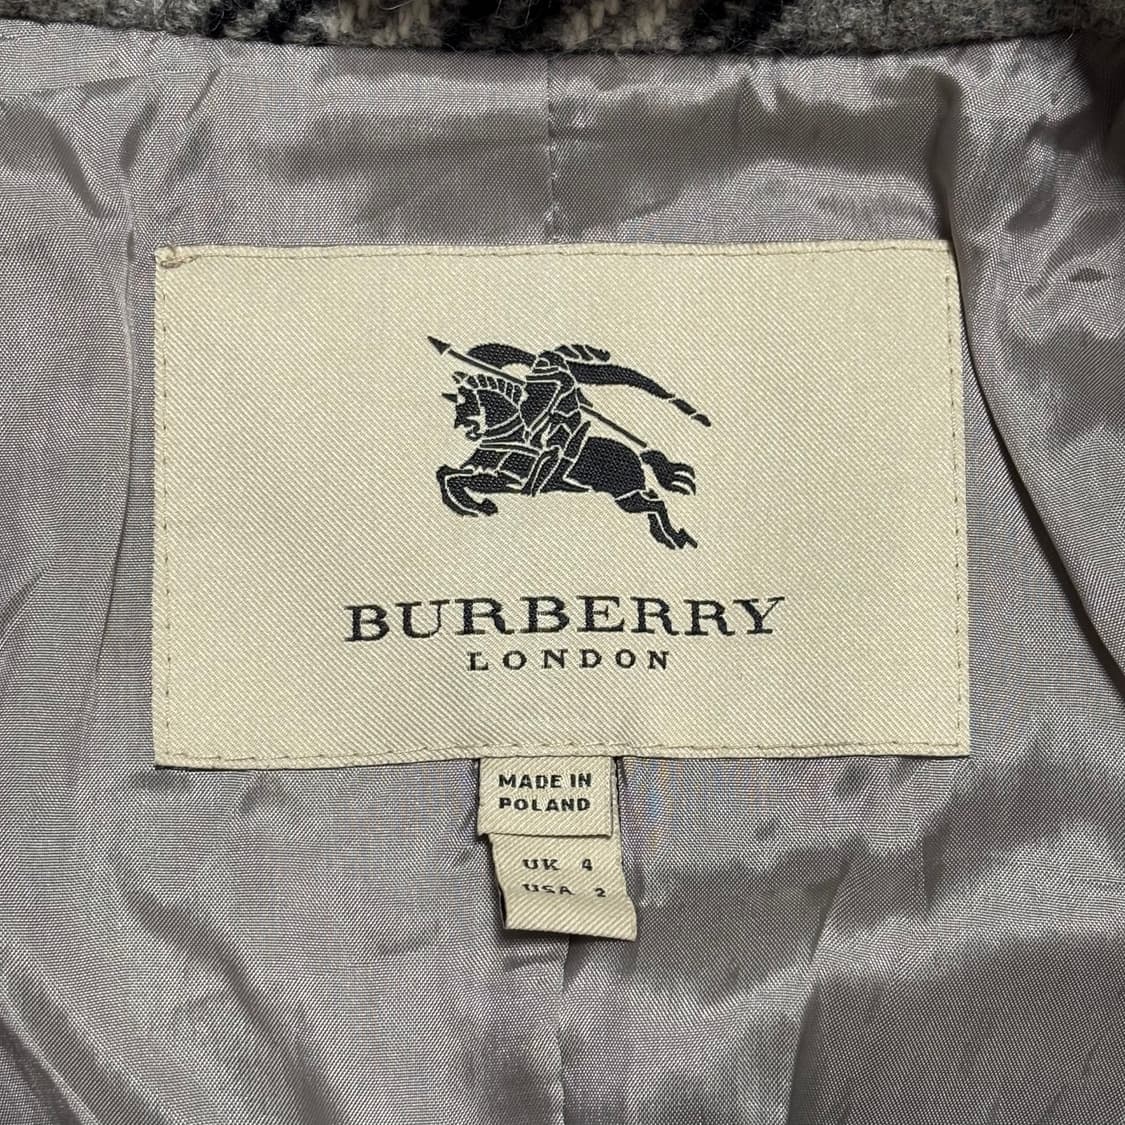 BURBERRY
LONDON
MADE IN
POLAND
UK 4
USA 2